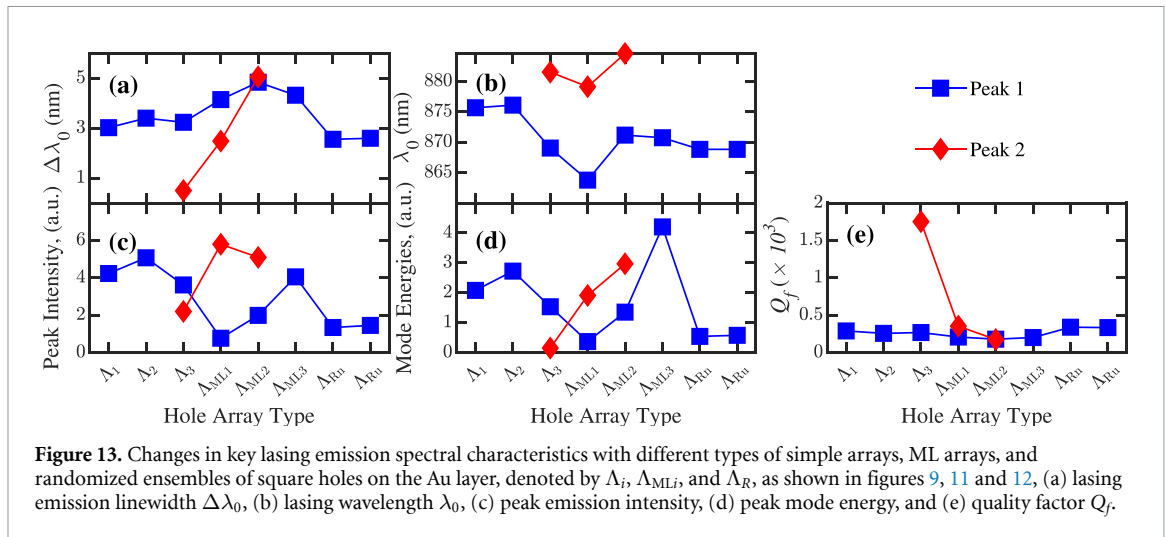 (a)
5
3
1
Δλ0 (nm)
(b)
880
875
870
865
λ0 (nm)
Peak 1
Peak 2
(c)
6
4
2
0
Peak Intensity, (a.u.)
(d)
4
3
2
1
0
Mode Energies, (a.u.)
(e)
2
1.5
1
0.5
0
Qf (× 10³)
Λ1 Λ2 Λ3 ΛML1 ΛML2 ΛML3 ΛRn ΛRu
Hole Array Type
Λ1 Λ2 Λ3 ΛML1 ΛML2 ΛML3 ΛRn ΛRu
Hole Array Type
Λ1 Λ2 Λ3 ΛML1 ΛML2 ΛML3 ΛRn ΛRu
Hole Array Type
Figure 13. Changes in key lasing emission spectral characteristics with different types of simple arrays, ML arrays, and
randomized ensembles of square holes on the Au layer, denoted by Λi, ΛMLi, and ΛR, as shown in figures 9, 11 and 12, (a) lasing
emission linewidth Δλ0, (b) lasing wavelength λ0, (c) peak emission intensity, (d) peak mode energy, and (e) quality factor Qf.